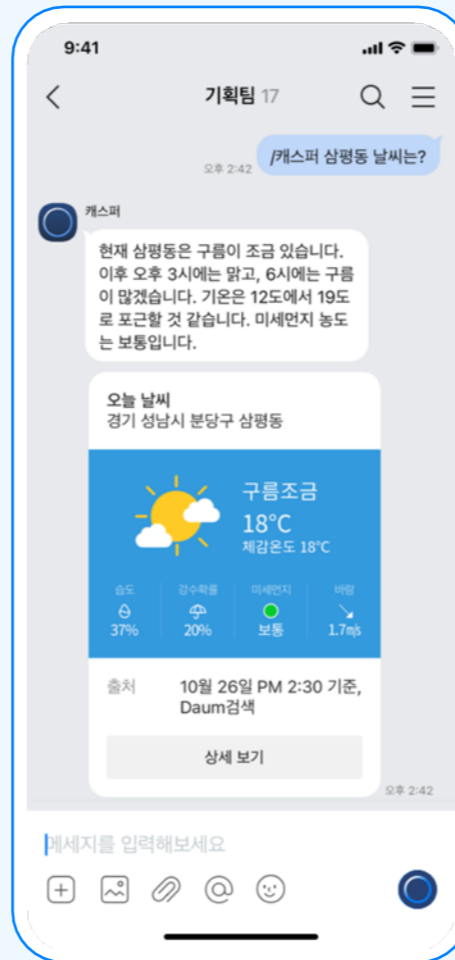 9:41
기획팀 17
/캐스퍼 삼평동 날씨는?
오후 2:42
캐스퍼
현재 삼평동은 구름이 조금 있습니다.
이후 오후 3시에는 맑고, 6시에는 구름
이 많겠습니다. 기온은 12도에서 19도
로 포근할 것 같습니다. 미세먼지 농도
는 보통입니다.
오늘 날씨
경기 성남시 분당구 삼평동
구름조금
18°C
체감온도 18°C
습도 강수확률 미세먼지 바람
37% 20% 보통 1.7㎧
출처 10월 26일 PM 2:30 기준,
Daum검색
상세 보기
오후 2:42
메세지를 입력해보세요